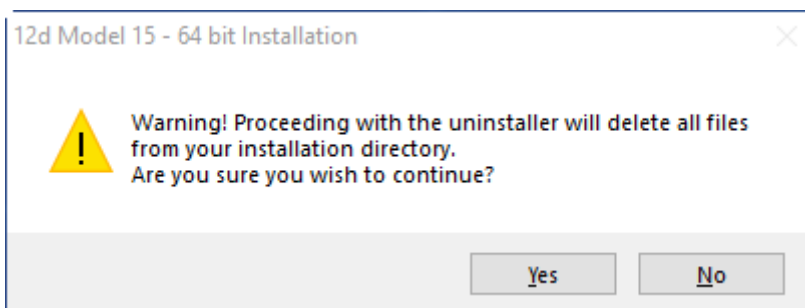 12d Model 15 - 64 bit Installation
Warning! Proceeding with the uninstaller will delete all files
from your installation directory.
Are you sure you wish to continue?
Yes No